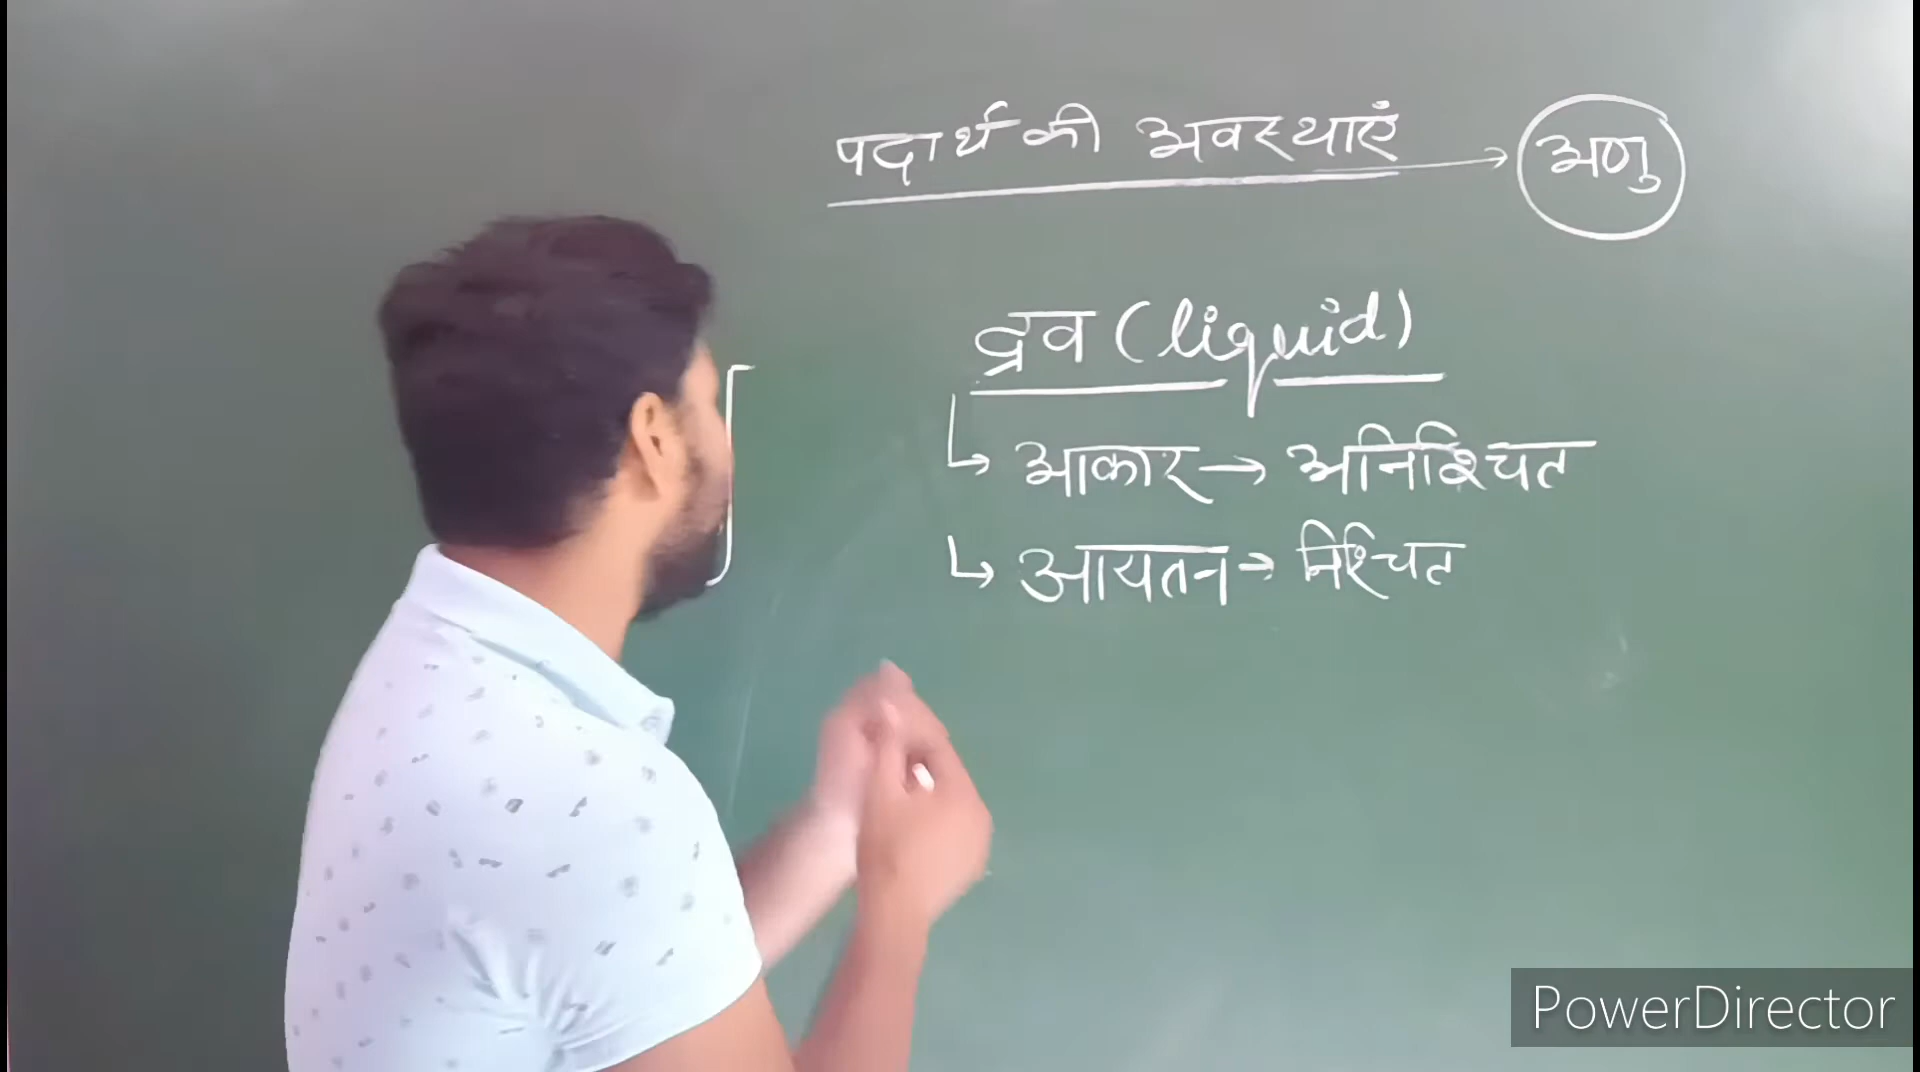 पदार्थ की अवस्थाएं → अणु
द्रव (liquid)
↳ आकार → अनिश्चित
↳ आयतन → निश्चित
PowerDirector